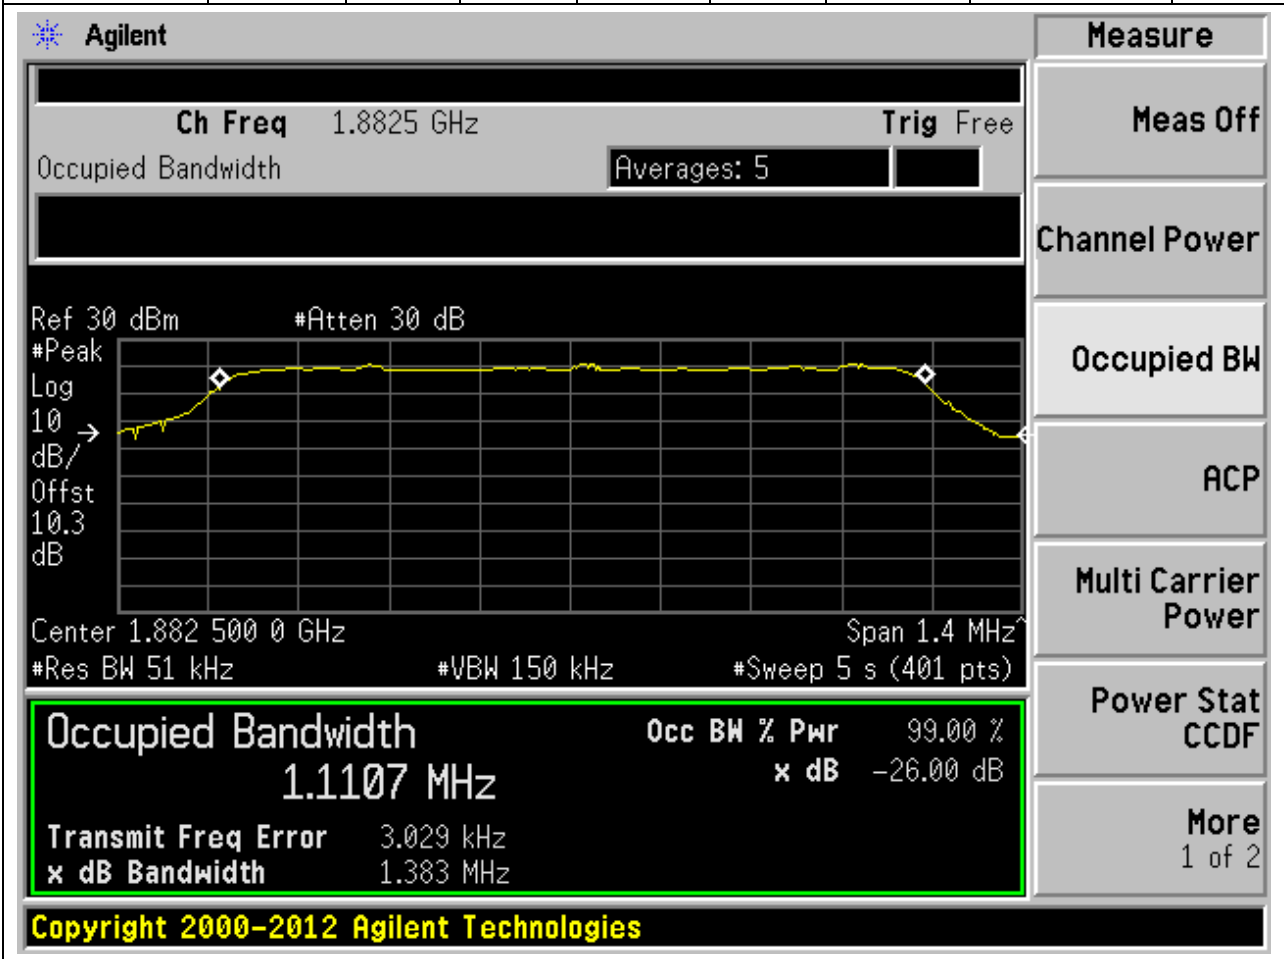 Agilent
Measure
Ch Freq 1.8825 GHz Trig Free
Meas Off
Occupied Bandwidth Averages: 5
Channel Power
Ref 30 dBm #Atten 30 dB
#Peak
Log
10
dB/
Offst
10.3
dB
Occupied BW
ACP
Multi Carrier
Power
Center 1.882 500 0 GHz Span 1.4 MHz^
#Res BW 51 kHz #VBW 150 kHz #Sweep 5 s (401 pts)
Power Stat
CCDF
Occupied Bandwidth Occ BW % Pwr 99.00 %
1.1107 MHz x dB -26.00 dB
Transmit Freq Error 3.029 kHz
x dB Bandwidth 1.383 MHz
More
1 of 2
Copyright 2000-2012 Agilent Technologies